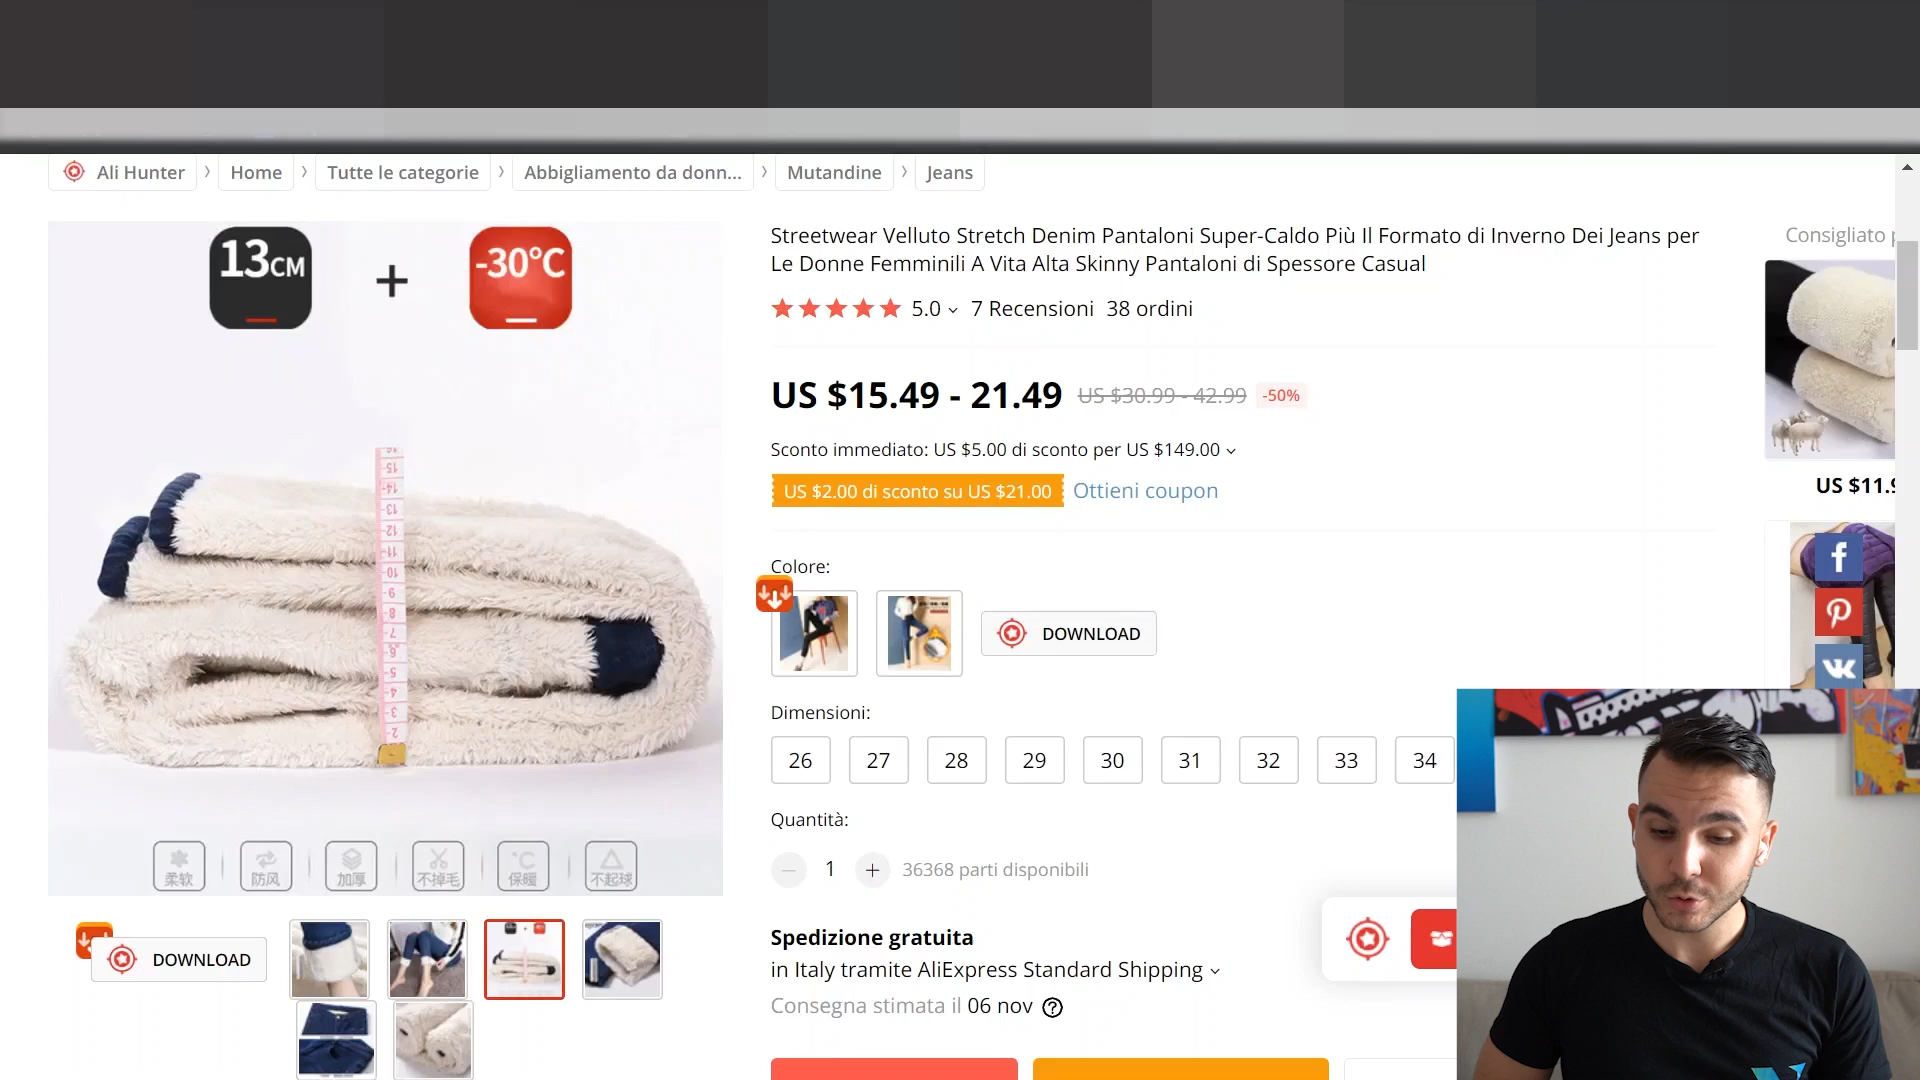 Ali Hunter
Home
Tutte le categorie
Abbigliamento da donn...
Mutandine
Jeans
13CM
+
-30°C
柔软
防风
加厚
不掉毛
保暖
不起球
DOWNLOAD
Streetwear Velluto Stretch Denim Pantaloni Super-Caldo Più Il Formato di Inverno Dei Jeans per
Le Donne Femminili A Vita Alta Skinny Pantaloni di Spessore Casual
5.0 7 Recensioni 38 ordini
US $15.49 - 21.49 US $30.99 - 42.99 -50%
Sconto immediato: US $5.00 di sconto per US $149.00
US $2.00 di sconto su US $21.00 Ottieni coupon
Colore:
DOWNLOAD
Dimensioni:
26 27 28 29 30 31 32 33 34
Quantità:
1 + 36368 parti disponibili
Spedizione gratuita
in Italy tramite AliExpress Standard Shipping
Consegna stimata il 06 nov
Consigliato
US $11.9